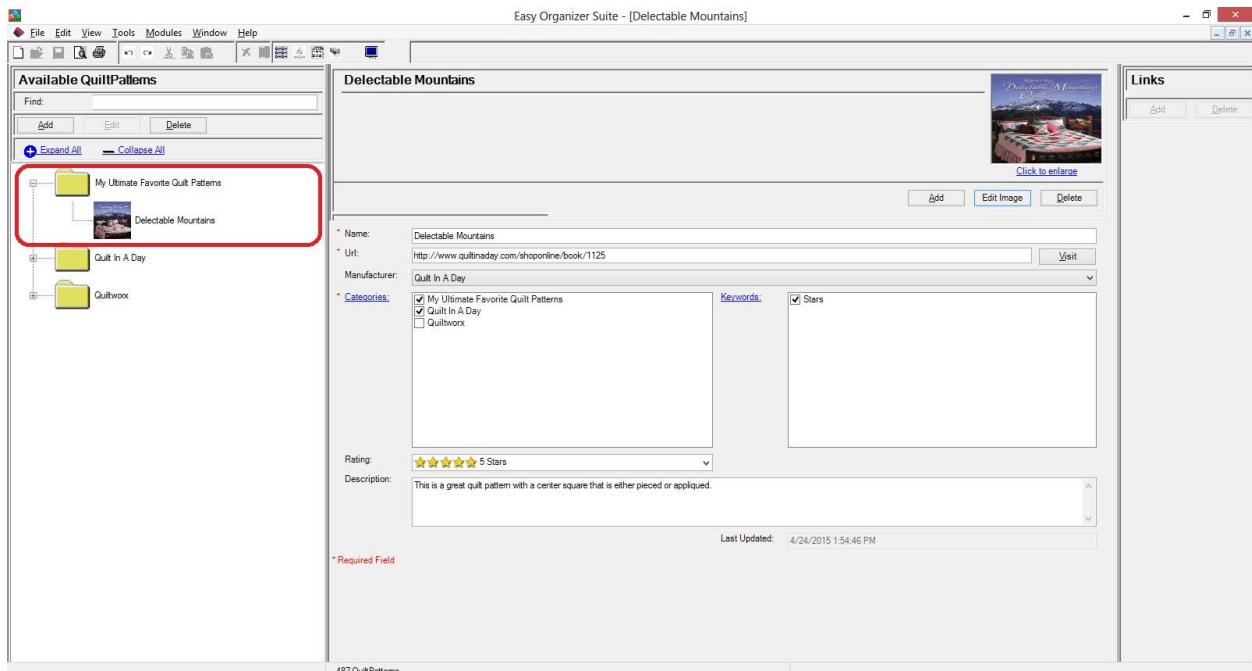 Easy Organizer Suite - [Delectable Mountains]
File Edit View Tools Modules Window Help
Available QuiltPatterns
Find:
Add Edit Delete
Expand All Collapse All
My Ultimate Favorite Quilt Patterns
Delectable Mountains
Quilt In A Day
Quiltworx
Delectable Mountains
Delectable Mountains
Quilt
Click to enlarge
Add Edit Image Delete
* Name: Delectable Mountains
* Url: http://www.quiltinaday.com/shoponline/book/1125 Visit
Manufacturer: Quilt In A Day
* Categories: My Ultimate Favorite Quilt Patterns
Quilt In A Day
Quiltworx
Keywords: Stars
Rating: 5 Stars
Description: This is a great quilt pattern with a center square that is either pieced or appliqued.
Last Updated: 4/24/2015 1:54:46 PM
* Required Field
Links
Add Delete
487 QuiltPatterns